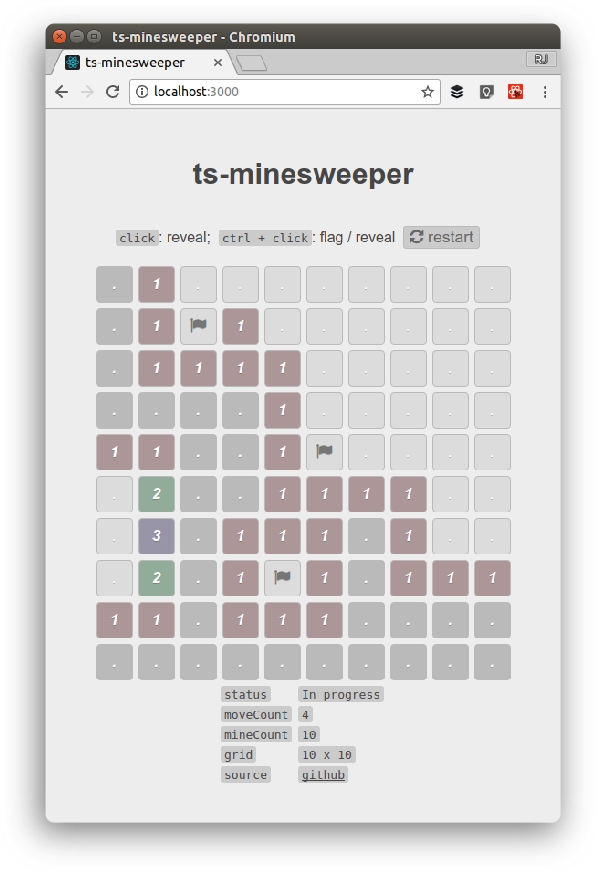 ts-minesweeper - Chromium
ts-minesweeper
RJ
localhost:3000
ts-minesweeper
click: reveal; ctrl + click: flag / reveal restart
. 1 . . . . . . . .
. 1 1 . . . . . .
. 1 1 1 1 . . . . .
. . . . 1 . . . . .
1 1 . . 1 . . . .
. 2 . . 1 1 1 1 . .
. 3 . 1 1 1 . 1 . .
. 2 . 1 1 . 1 1 1
1 1 . 1 1 1 . . . .
. . . . . . . . . .
status In progress
moveCount 4
mineCount 10
grid 10 x 10
source github